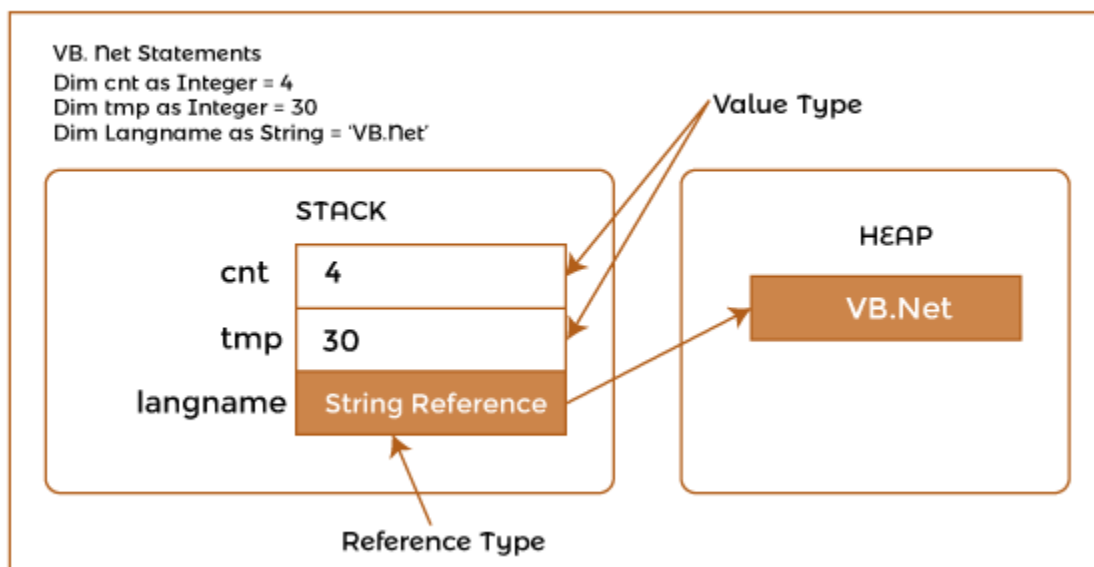 VB. Net Statements
Dim cnt as Integer = 4
Dim tmp as Integer = 30
Dim Langname as String = ‘VB.Net’
Value Type
STACK
HEAP
cnt 4
VB.Net
tmp 30
langname String Reference
Reference Type